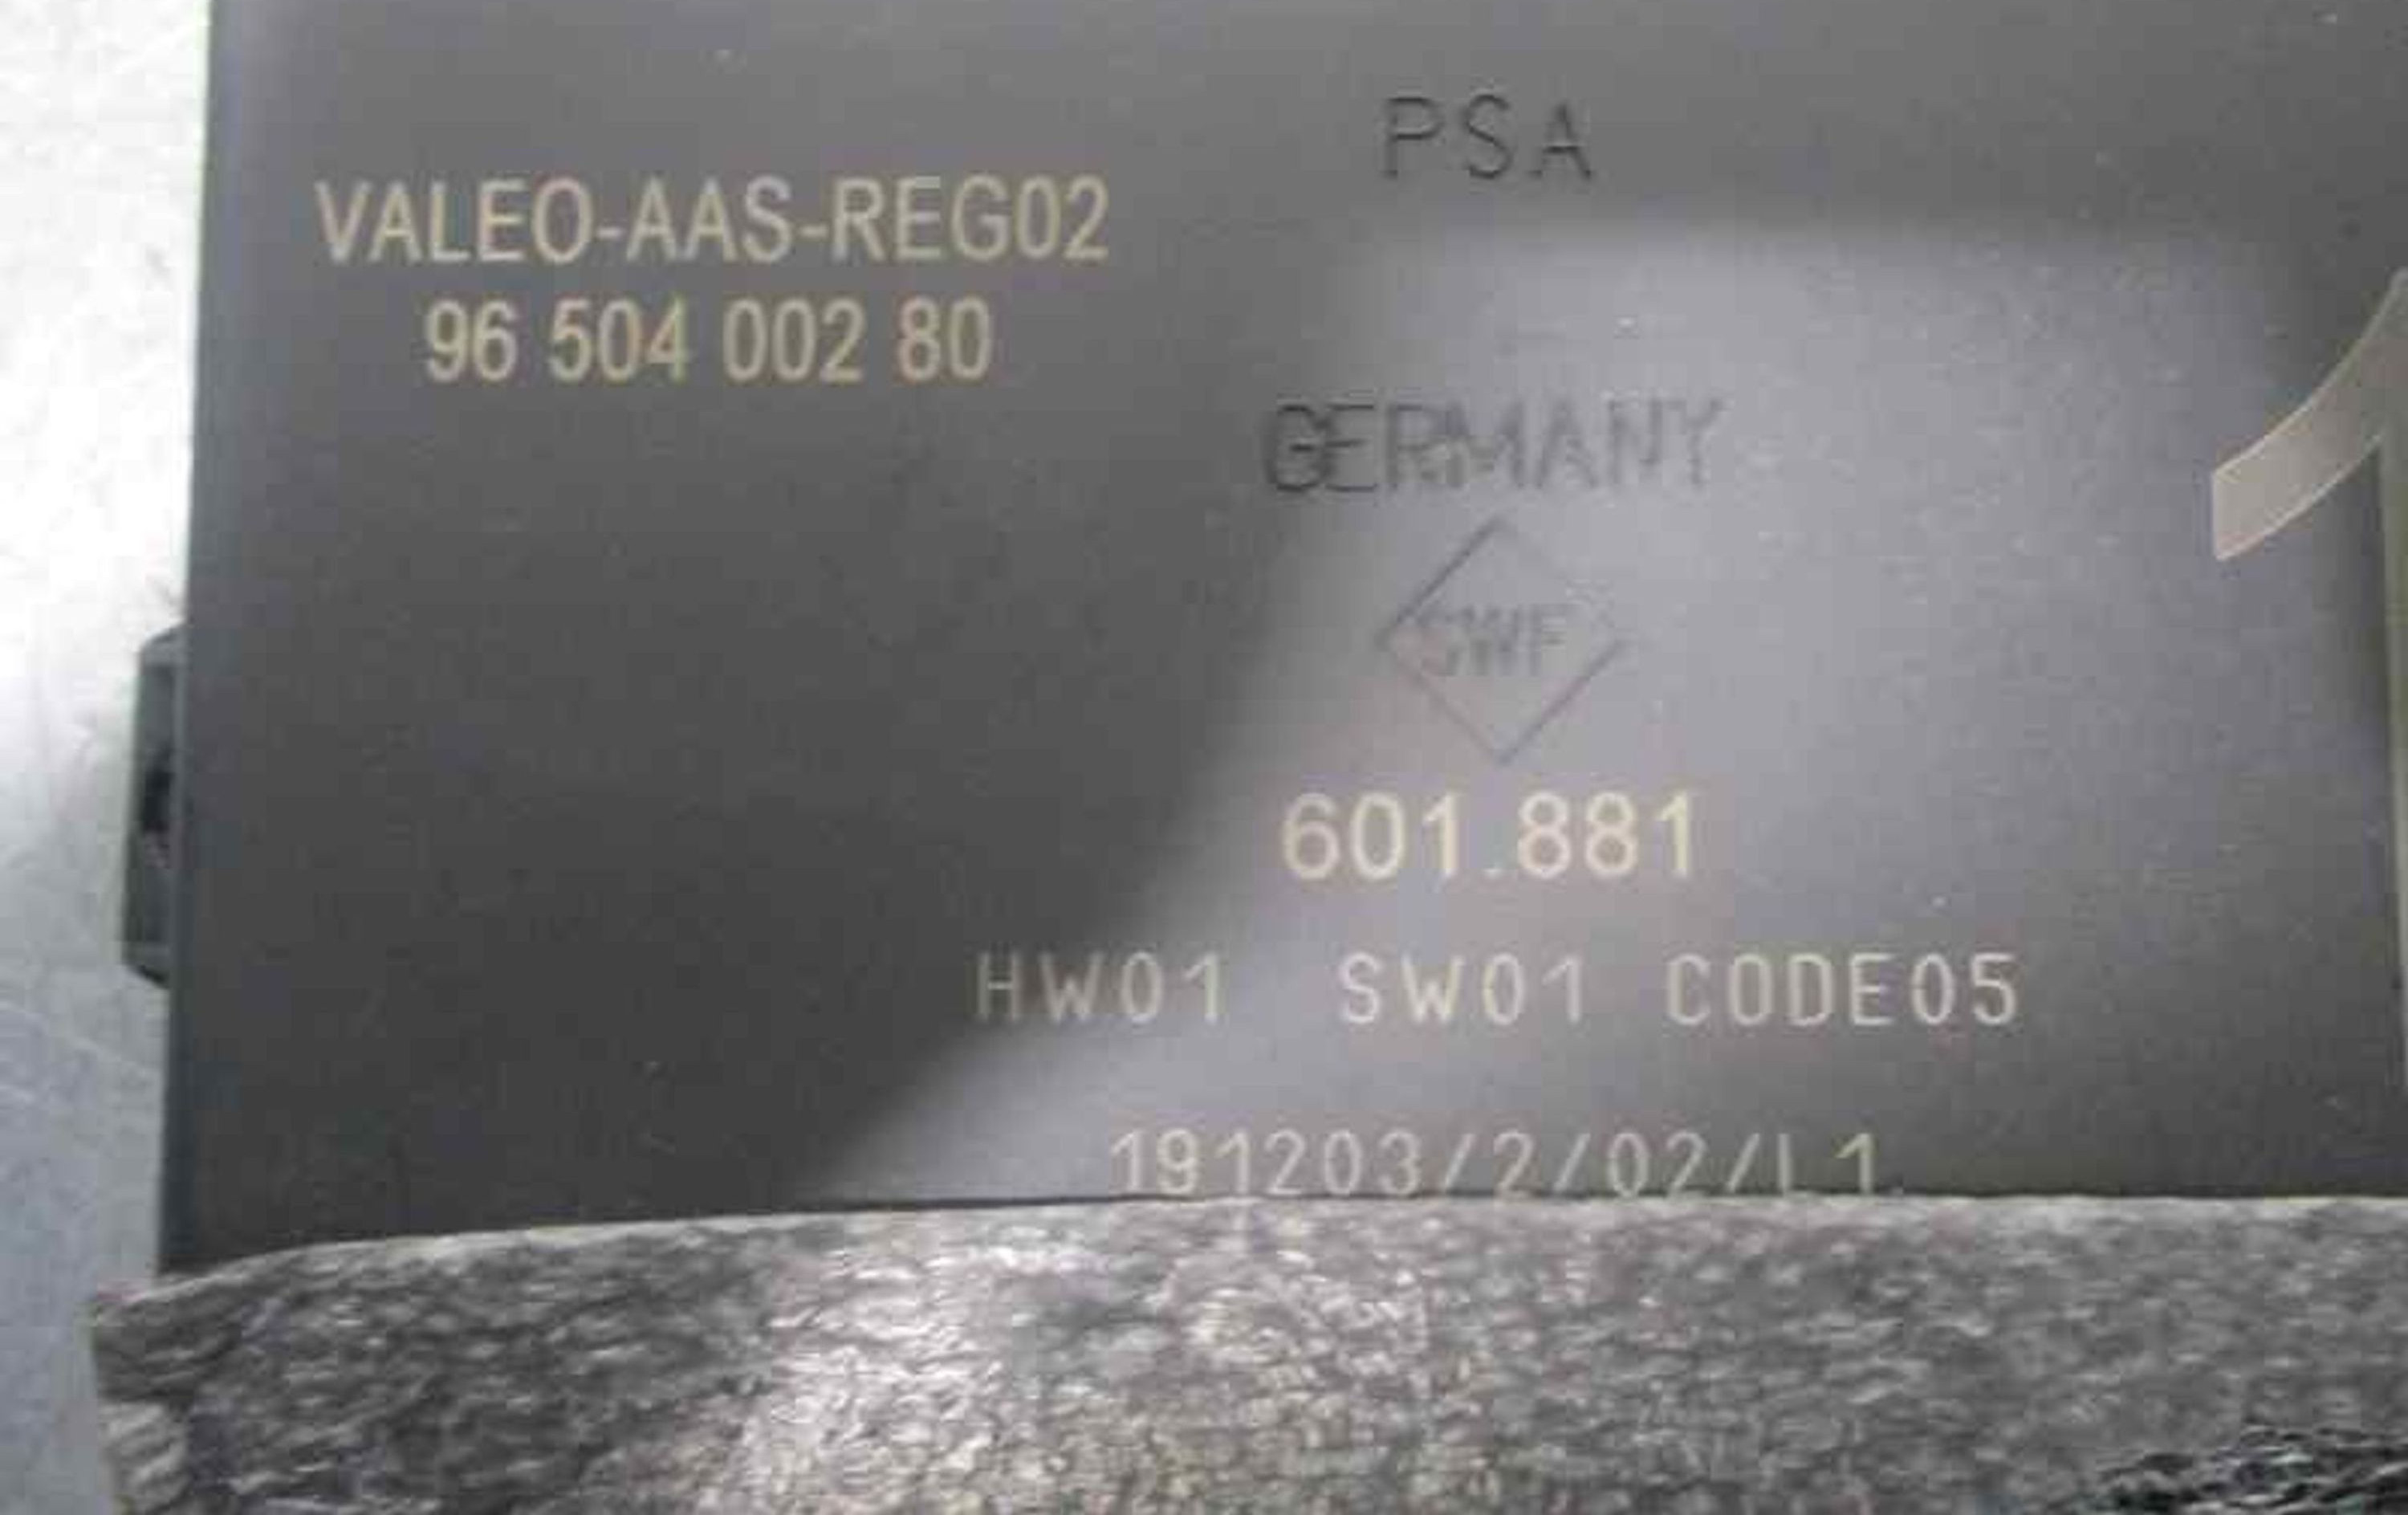 PSA
VALEO-AAS-REG02
96 504 002 80
GERMANY
SWF
1
601.881
HW01 SW01 CODE05
191203/2/02/L1